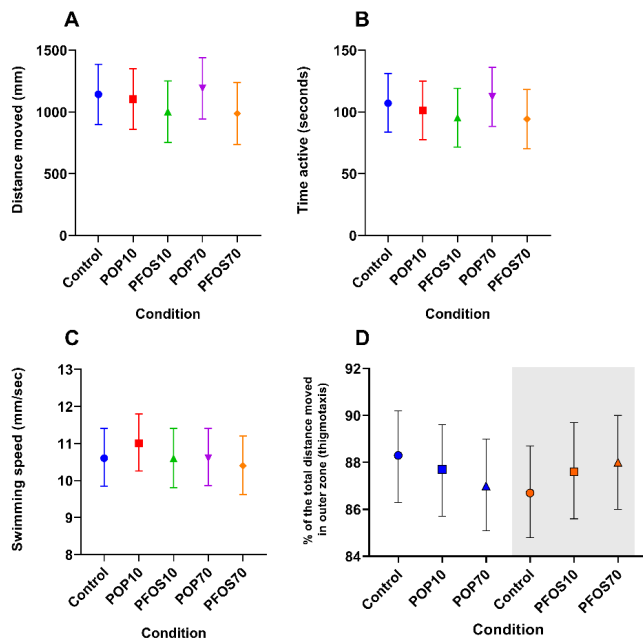 A
Distance moved (mm)
1500
1000
500
0
Control
POP10
PFOS10
POP70
PFOS70
Condition
B
Time active (seconds)
150
100
50
0
Control
POP10
PFOS10
POP70
PFOS70
Condition
C
Swimming speed (mm/sec)
13
12
11
10
9
8
Control
POP10
PFOS10
POP70
PFOS70
Condition
D
% of the total distance moved
in outer zone (thigmotaxis)
92
90
88
86
84
Control
POP10
POP70
Control
PFOS10
PFOS70
Condition